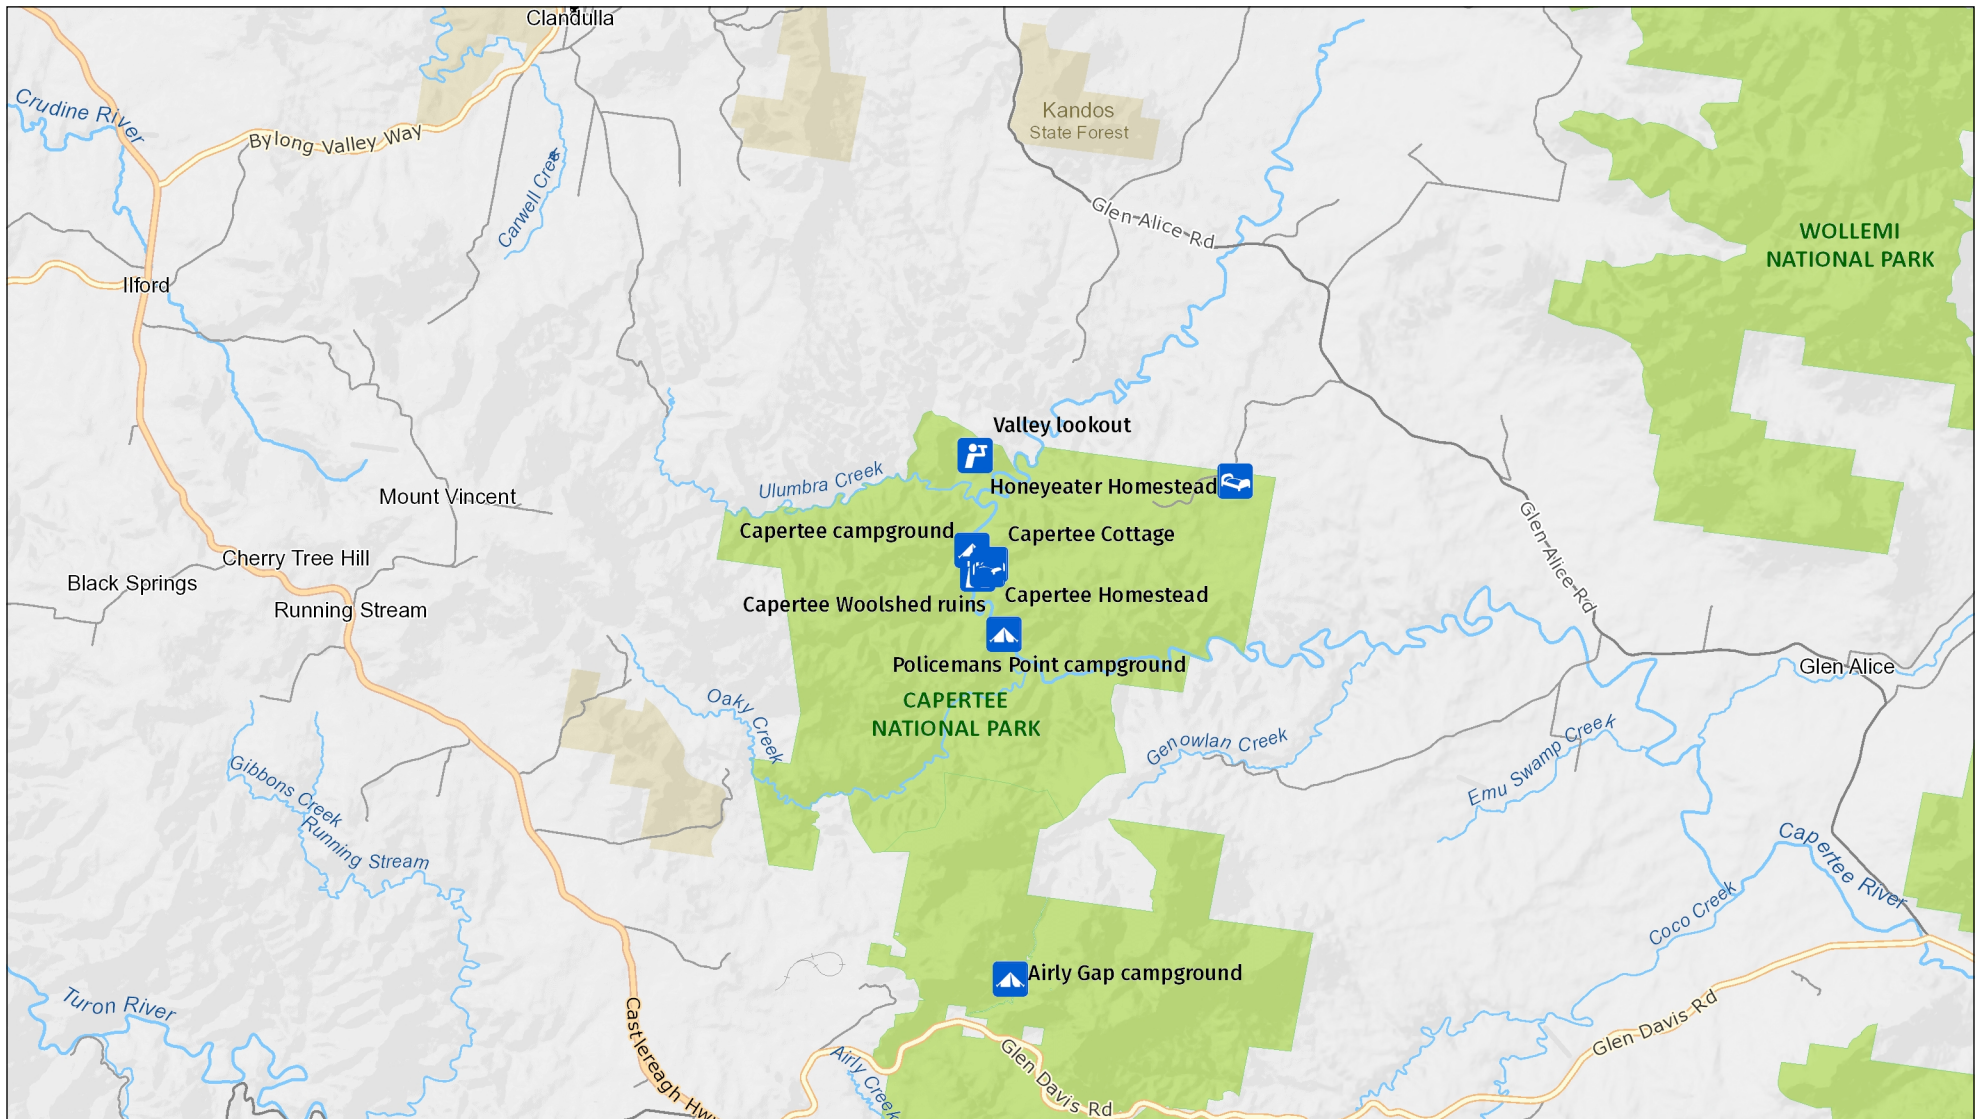 Clandulla
Crudine River
Bylong Valley Way
Kandos
State Forest
Carwell Creek
Glen Alice Rd
WOLLEMI
NATIONAL PARK
Ilford
Valley lookout
Ulumbra Creek
Honeyeater Homestead
Mount Vincent
Capertee campground
Capertee Cottage
Glen Alice Rd
Cherry Tree Hill
Black Springs
Running Stream
Capertee Homestead
Capertee Woolshed ruins
Policemans Point campground
Glen Alice
CAPERTEE
NATIONAL PARK
Oaky Creek
Genowlan Creek
Emu Swamp Creek
Gibbons Creek
Running Stream
Capertee River
Coco Creek
Airly Gap campground
Turon River
Castlereagh Hwy
Airly Creek
Glen Davis Rd
Glen Davis Rd